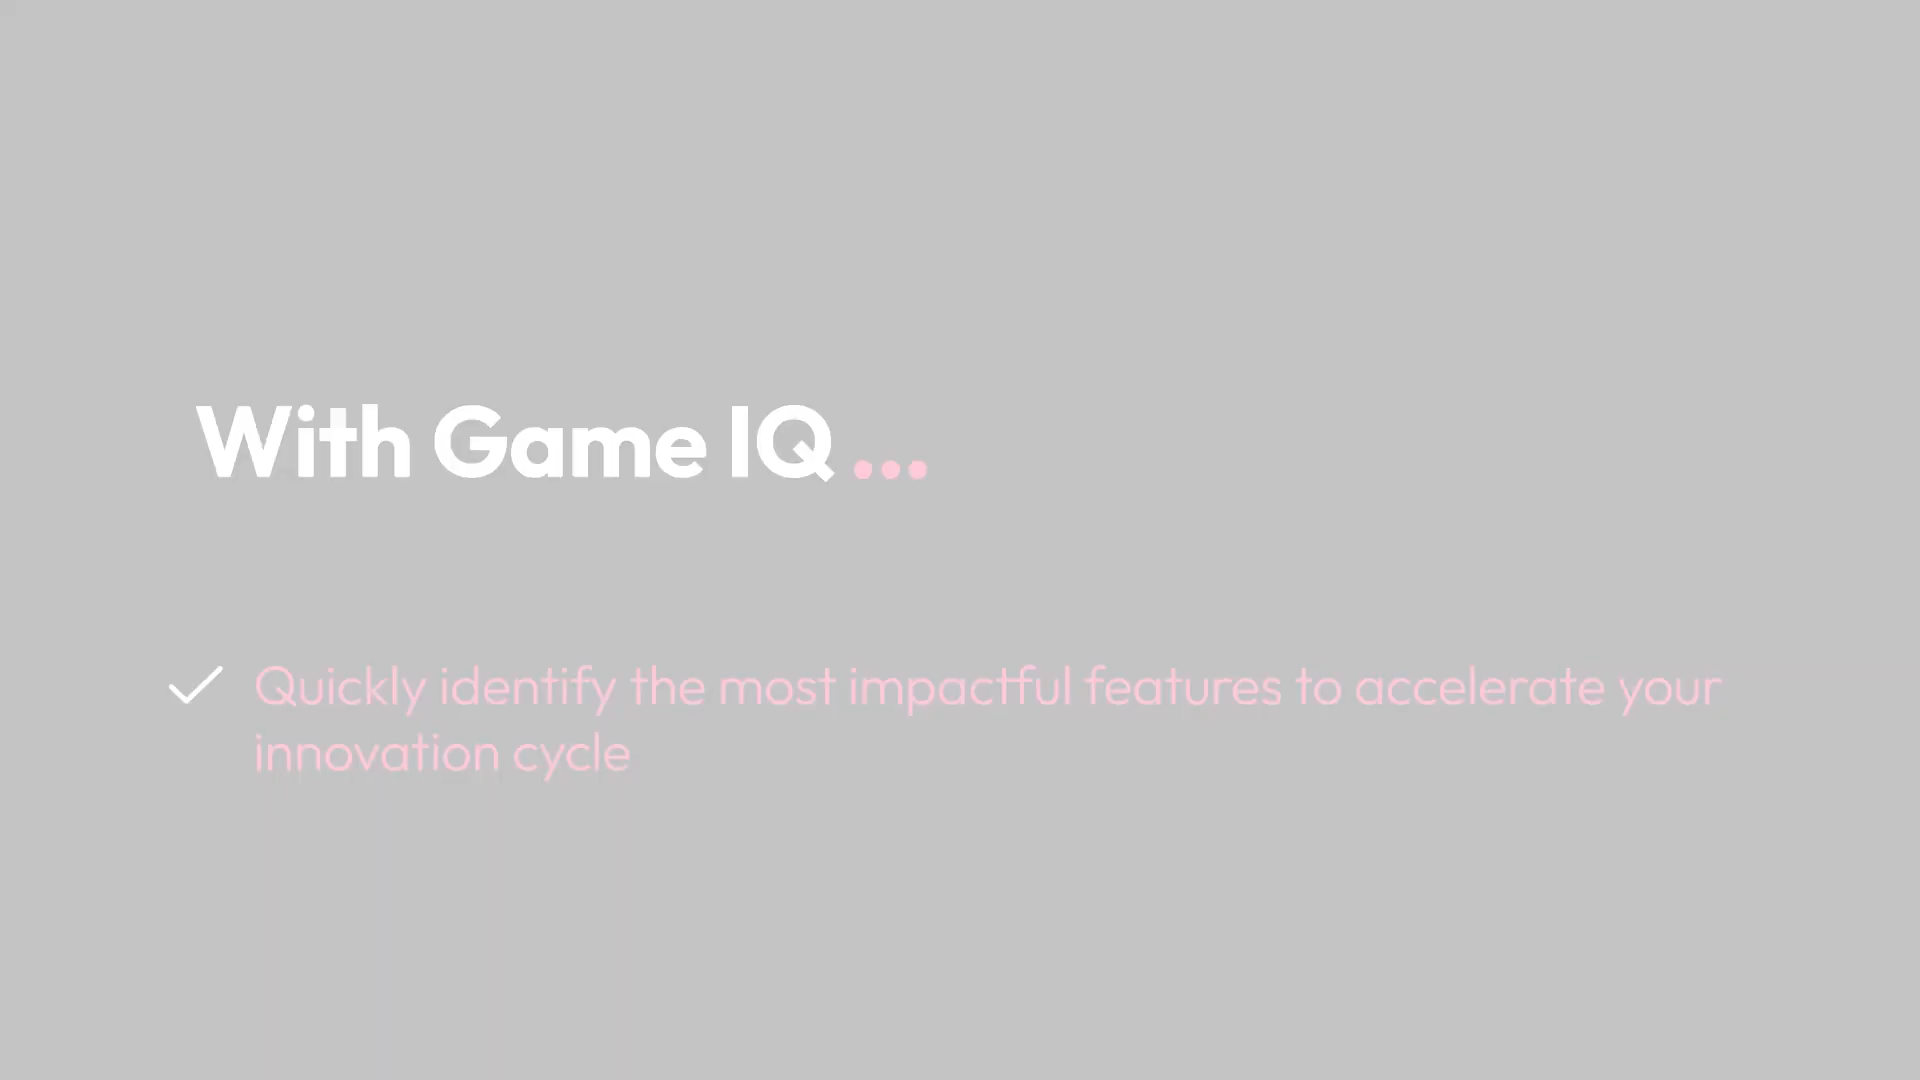 With Game IQ ...
Quickly identify the most impactful features to accelerate your
innovation cycle